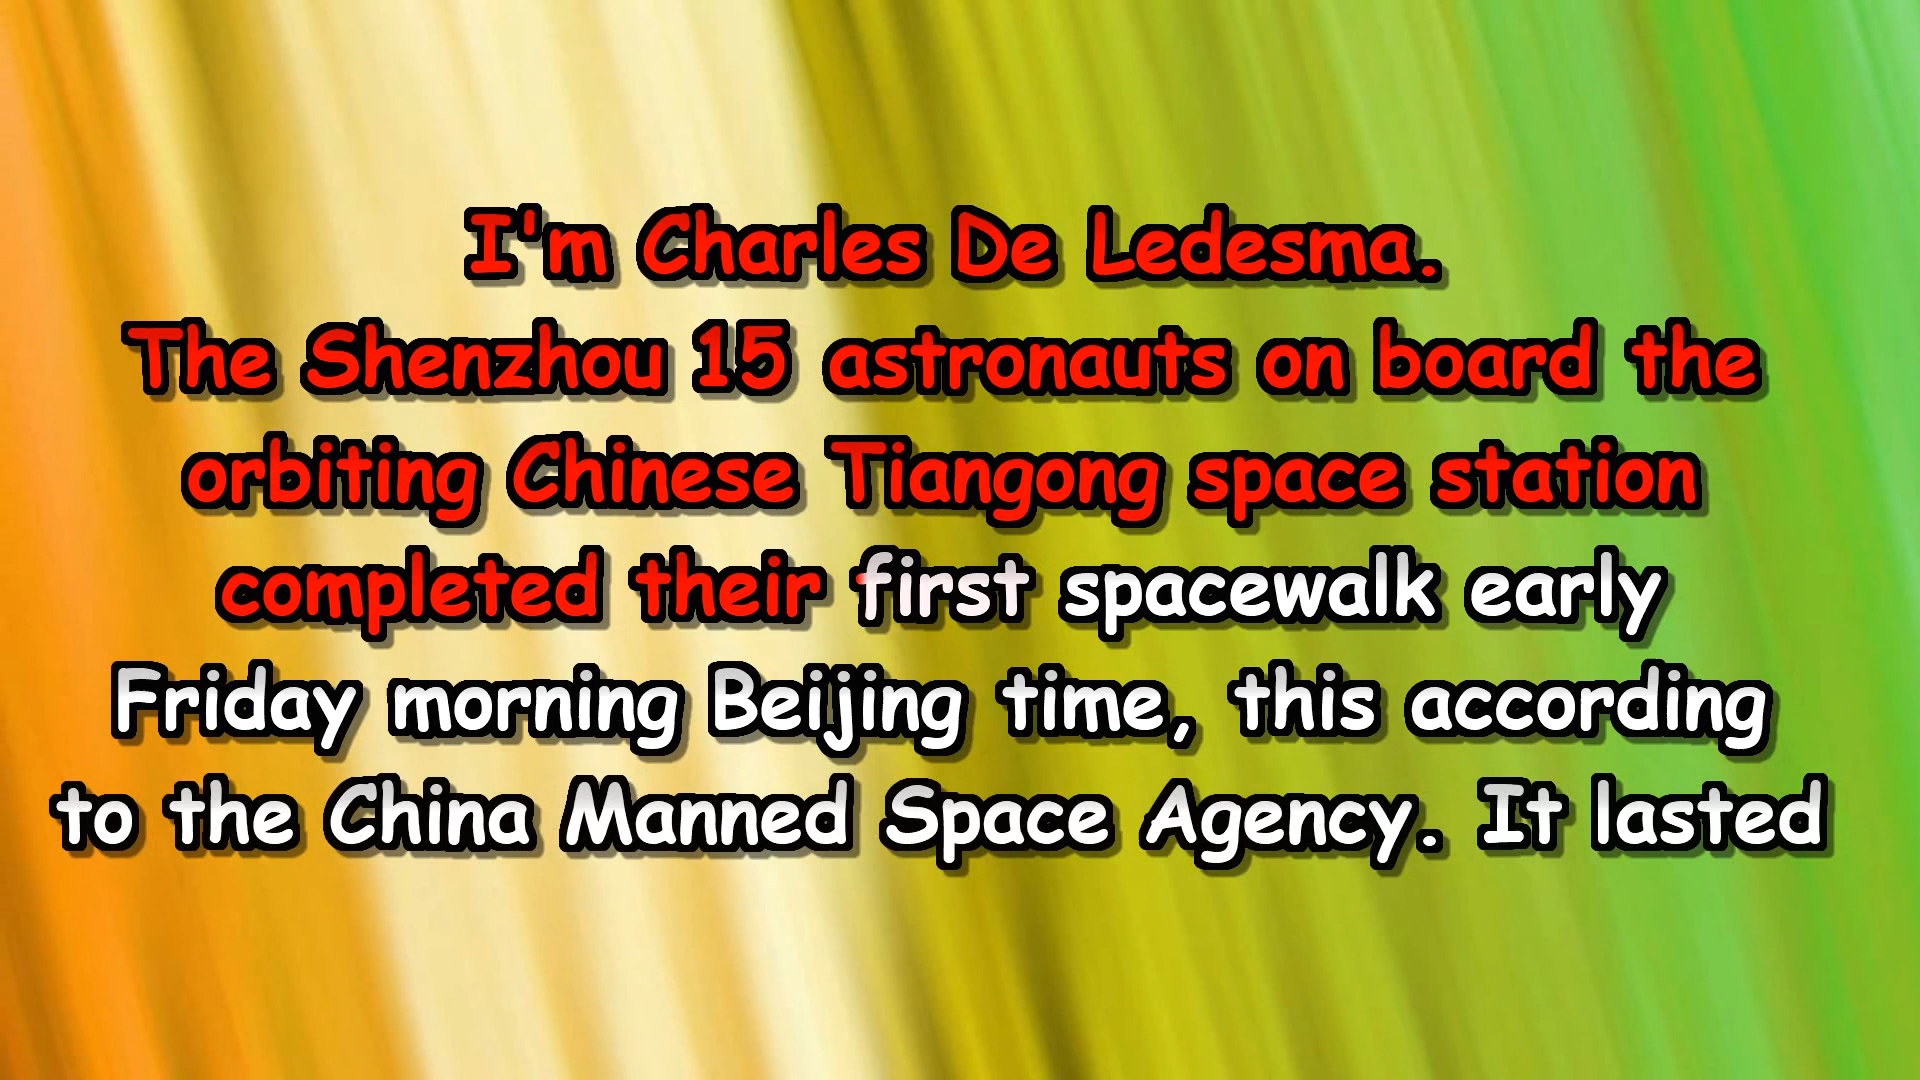 I'm Charles De Ledesma.
The Shenzhou 15 astronauts on board the
orbiting Chinese Tiangong space station
completed their first spacewalk early
Friday morning Beijing time, this according
to the China Manned Space Agency. It lasted